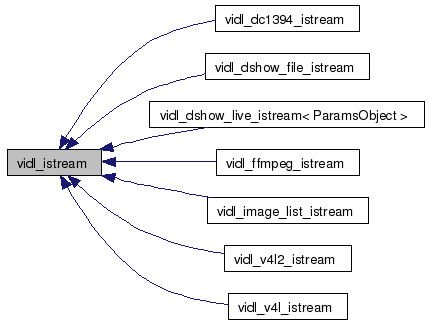 vidl_dc1394_istream
vidl_dshow_file_istream
vidl_dshow_live_istream< ParamsObject >
vidl_istream
vidl_ffmpeg_istream
vidl_image_list_istream
vidl_v4l2_istream
vidl_v4l_istream